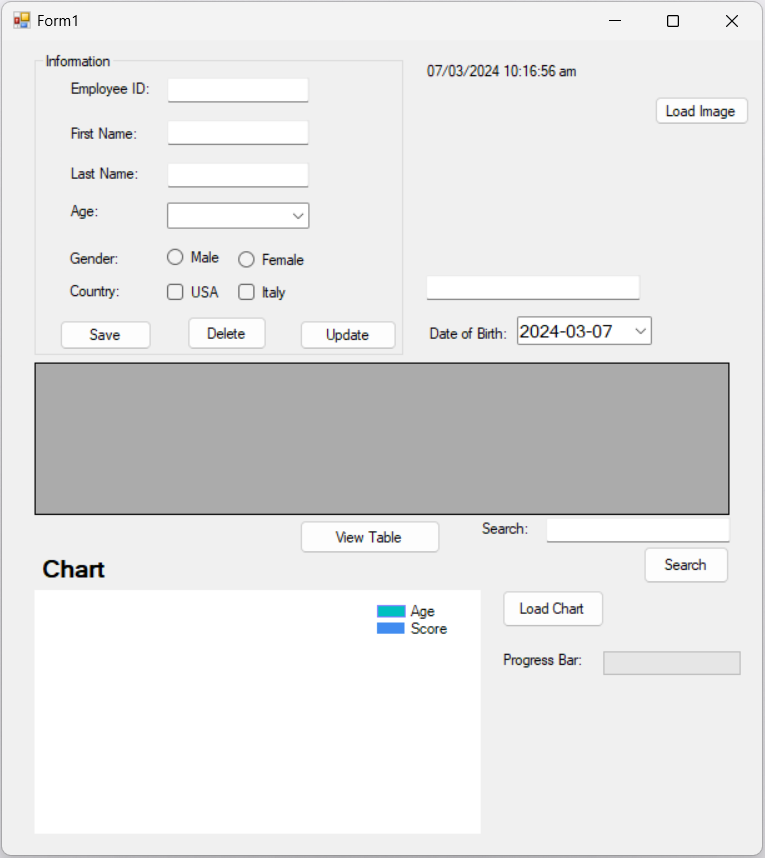 Form1
Information
Employee ID:
First Name:
Last Name:
Age:
Gender:
Male
Female
Country:
USA
Italy
Save
Delete
Update
07/03/2024 10:16:56 am
Load Image
Date of Birth:
2024-03-07
View Table
Search:
Search
Chart
Age
Score
Load Chart
Progress Bar: